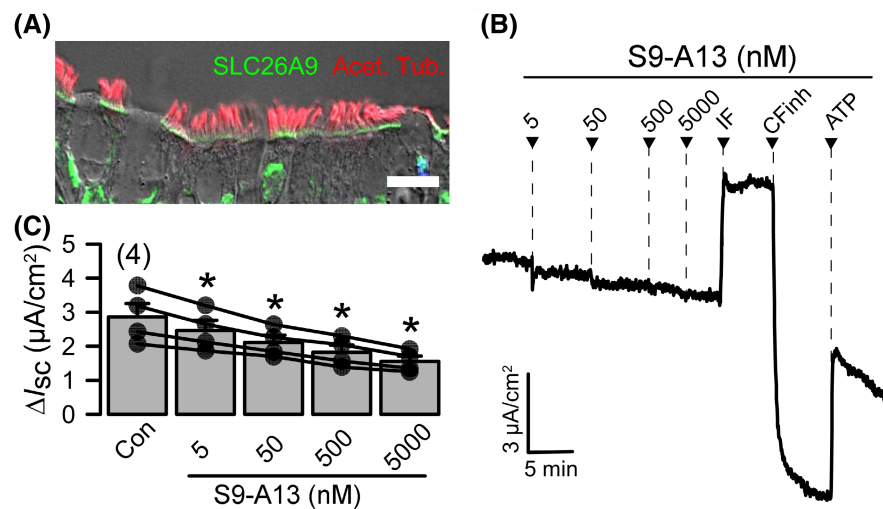 (A)
SLC26A9 Acet. Tub.
(B)
S9-A13 (nM)
5 50 500 5000 IF CFinh ATP
3 µA/cm²
5 min
(C)
ΔIsc (µA/cm²)
5
4
3
2
1
0
(4)
* * * *
Con 5 50 500 5000
S9-A13 (nM)